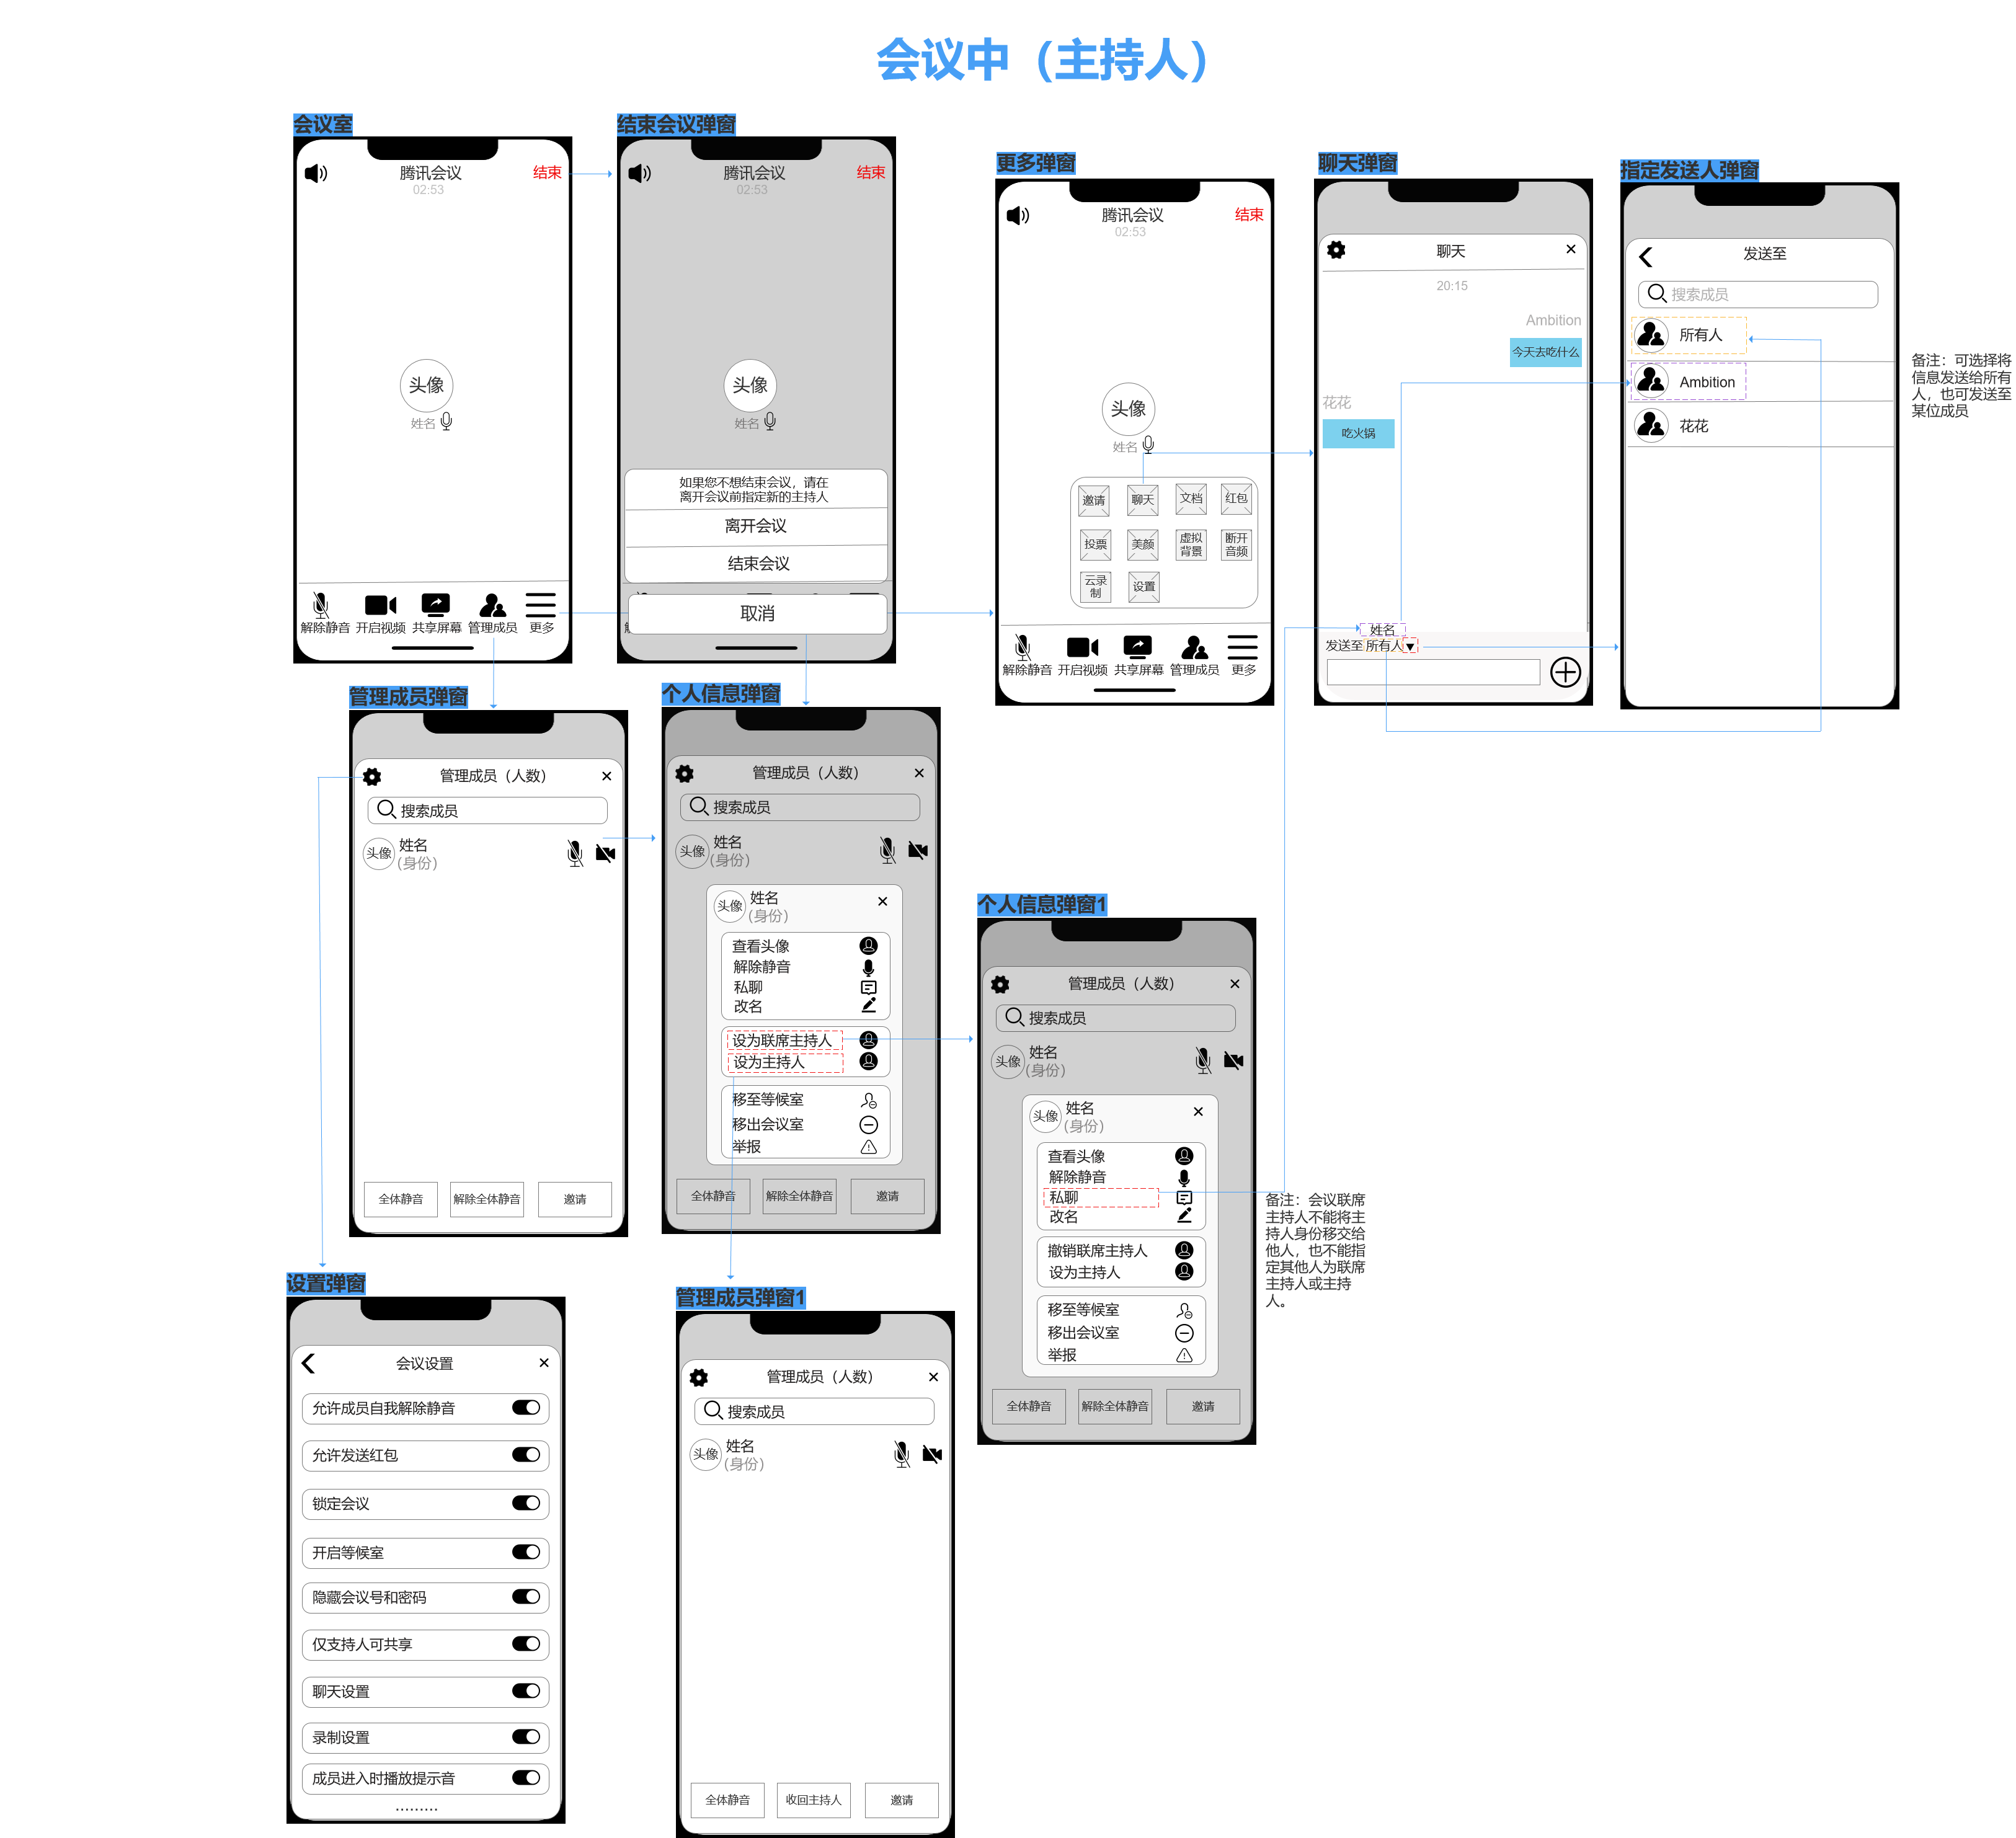 会议中（主持人）
会议室
腾讯会议
结束
02:53
头像
姓名
解除静音
开启视频
共享屏幕
管理成员
更多
结束会议弹窗
腾讯会议
结束
02:53
头像
姓名
如果您不想结束会议，请在
离开会议前指定新的主持人
离开会议
结束会议
取消
更多弹窗
腾讯会议
结束
02:53
头像
姓名
邀请
聊天
文档
红包
投票
美颜
虚拟
背景
断开
音频
云录
制
设置
解除静音
开启视频
共享屏幕
管理成员
更多
聊天弹窗
聊天
20:15
Ambition
今天去吃什么
花花
吃火锅
姓名
发送至所有人
指定发送人弹窗
发送至
搜索成员
所有人
Ambition
花花
备注：可选择将
信息发送给所有
人，也可发送至
某位成员
管理成员弹窗
管理成员（人数）
搜索成员
头像
姓名
(身份)
全体静音
解除全体静音
邀请
个人信息弹窗
管理成员（人数）
搜索成员
头像
姓名
(身份)
头像
姓名
(身份)
查看头像
解除静音
私聊
改名
设为联席主持人
设为主持人
移至等候室
移出会议室
举报
全体静音
解除全体静音
邀请
个人信息弹窗1
管理成员（人数）
搜索成员
头像
姓名
(身份)
头像
姓名
(身份)
查看头像
解除静音
私聊
改名
撤销联席主持人
设为主持人
移至等候室
移出会议室
举报
全体静音
解除全体静音
邀请
备注：会议联席
主持人不能将主
持人身份移交给
他人，也不能指
定其他人为联席
主持人或主持
人。
设置弹窗
会议设置
允许成员自我解除静音
允许发送红包
锁定会议
开启等候室
隐藏会议号和密码
仅支持人可共享
聊天设置
录制设置
成员进入时播放提示音
.........
管理成员弹窗1
管理成员（人数）
搜索成员
头像
姓名
(身份)
全体静音
收回主持人
邀请